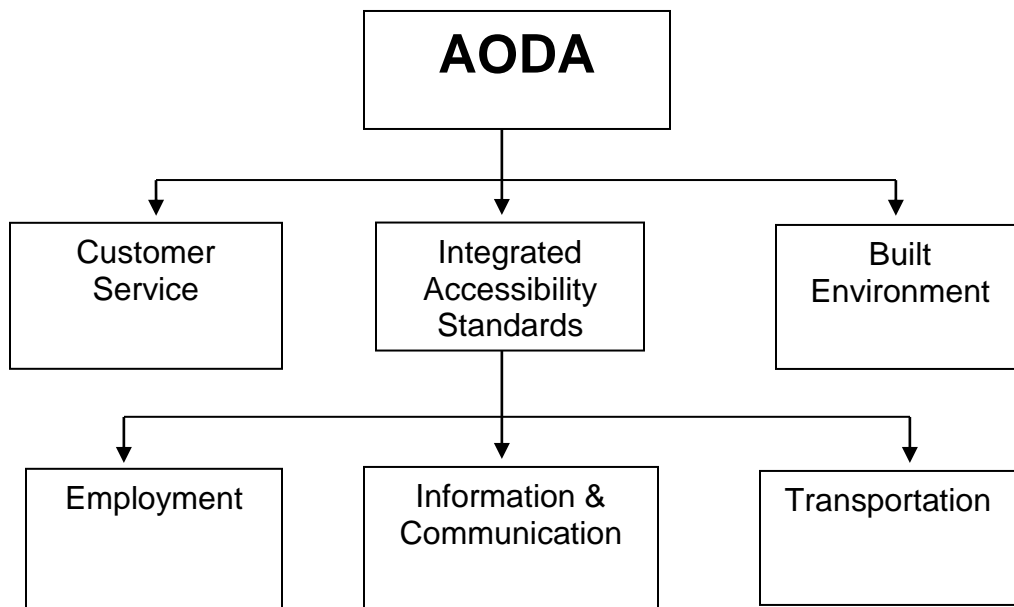 AODA
Customer
Service
Integrated
Accessibility
Standards
Built
Environment
Employment
Information &
Communication
Transportation